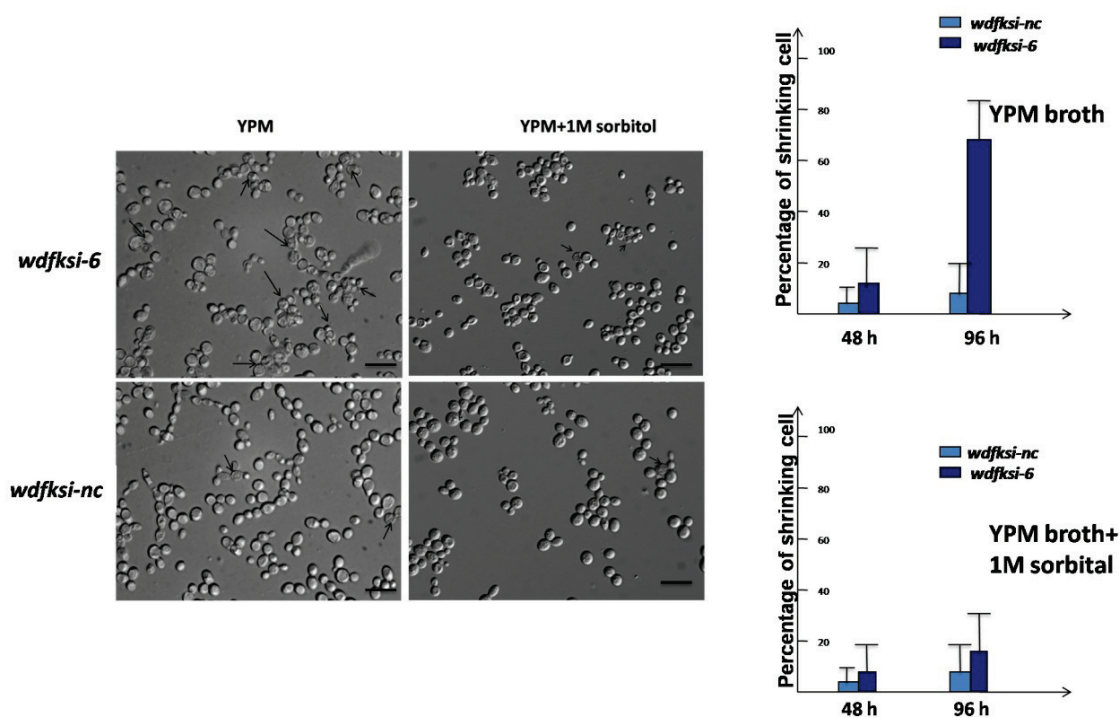 YPM
YPM+1M sorbitol
wdfksi-6
wdfksi-nc
wdfksi-nc
wdfksi-6
YPM broth
Percentage of shrinking cell
100
80
60
40
20
48 h
96 h
wdfksi-nc
wdfksi-6
YPM broth+
1M sorbital
Percentage of shrinking cell
100
80
60
40
20
48 h
96 h